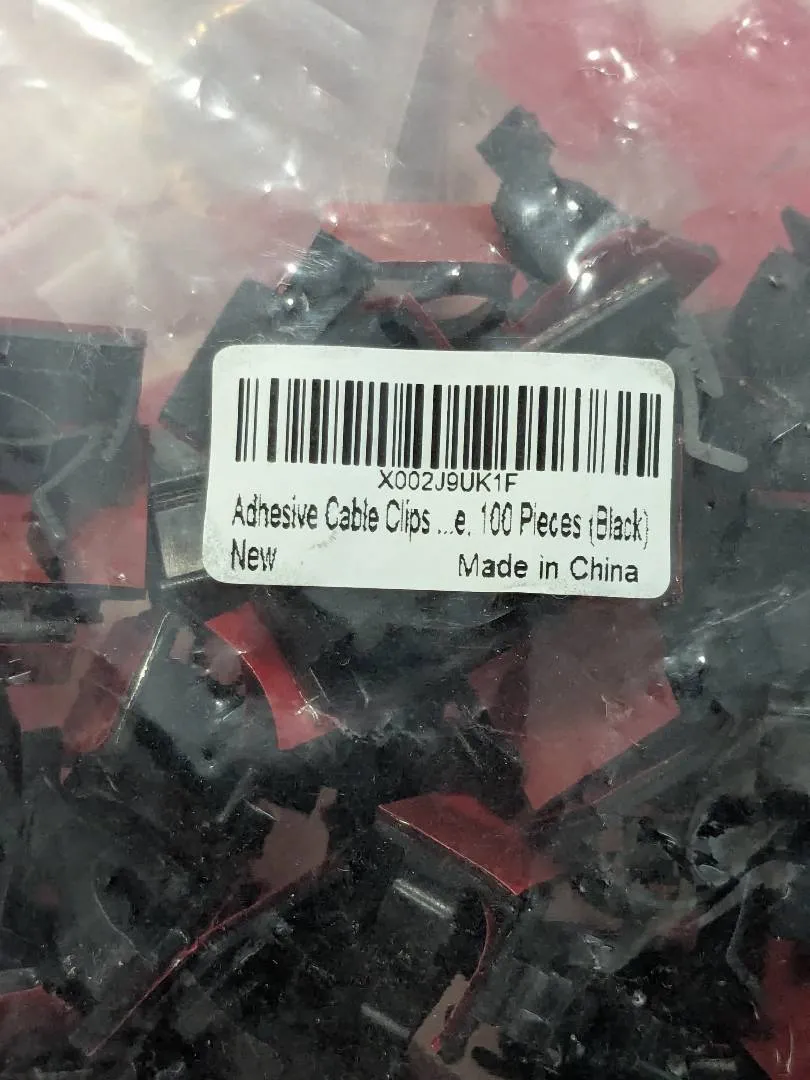 X002J9UK1F
Adhesive Cable Clips ...e, 100 Pieces (Black)
New Made in China